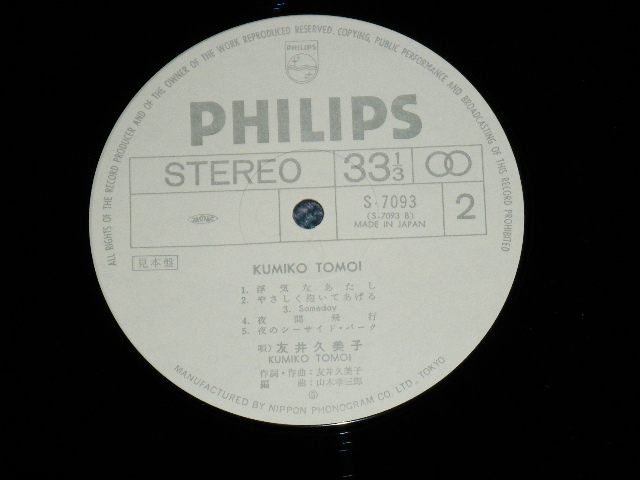 ALL RIGHTS OF THE RECORD PRODUCER AND OF THE OWNER OF THE WORK REPRODUCED RESERVED. COPYING, PUBLIC PERFORMANCE AND BROADCASTING OF THIS RECORD PROHIBITED
PHILIPS
PHILIPS
STEREO
33 1/3
S-7093
(S-7093 B)
MADE IN JAPAN
2
見本盤
KUMIKO TOMOI
1. 浮気なあたし
2. やさしく抱いてあげる
3. Someday
4. 夜間飛行
5. 夜のシーサイド・パーク
唄) 友井久美子
KUMIKO TOMOI
作詞・作曲:友井久美子
編曲:山木幸三郎
MANUFACTURED BY NIPPON PHONOGRAM CO., LTD., TOKYO